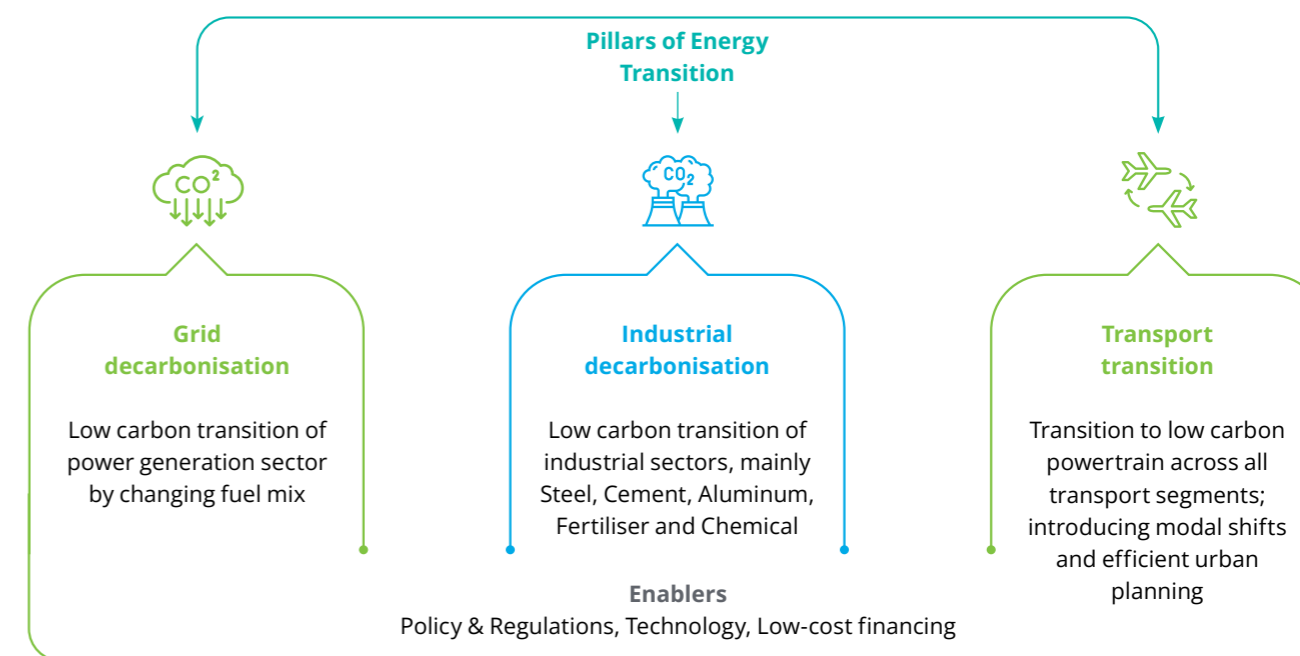 Pillars of Energy
Transition
CO²
CO₂
Grid
decarbonisation
Low carbon transition of
power generation sector
by changing fuel mix
Industrial
decarbonisation
Low carbon transition of
industrial sectors, mainly
Steel, Cement, Aluminum,
Fertiliser and Chemical
Transport
transition
Transition to low carbon
powertrain across all
transport segments;
introducing modal shifts
and efficient urban
planning
Enablers
Policy & Regulations, Technology, Low-cost financing